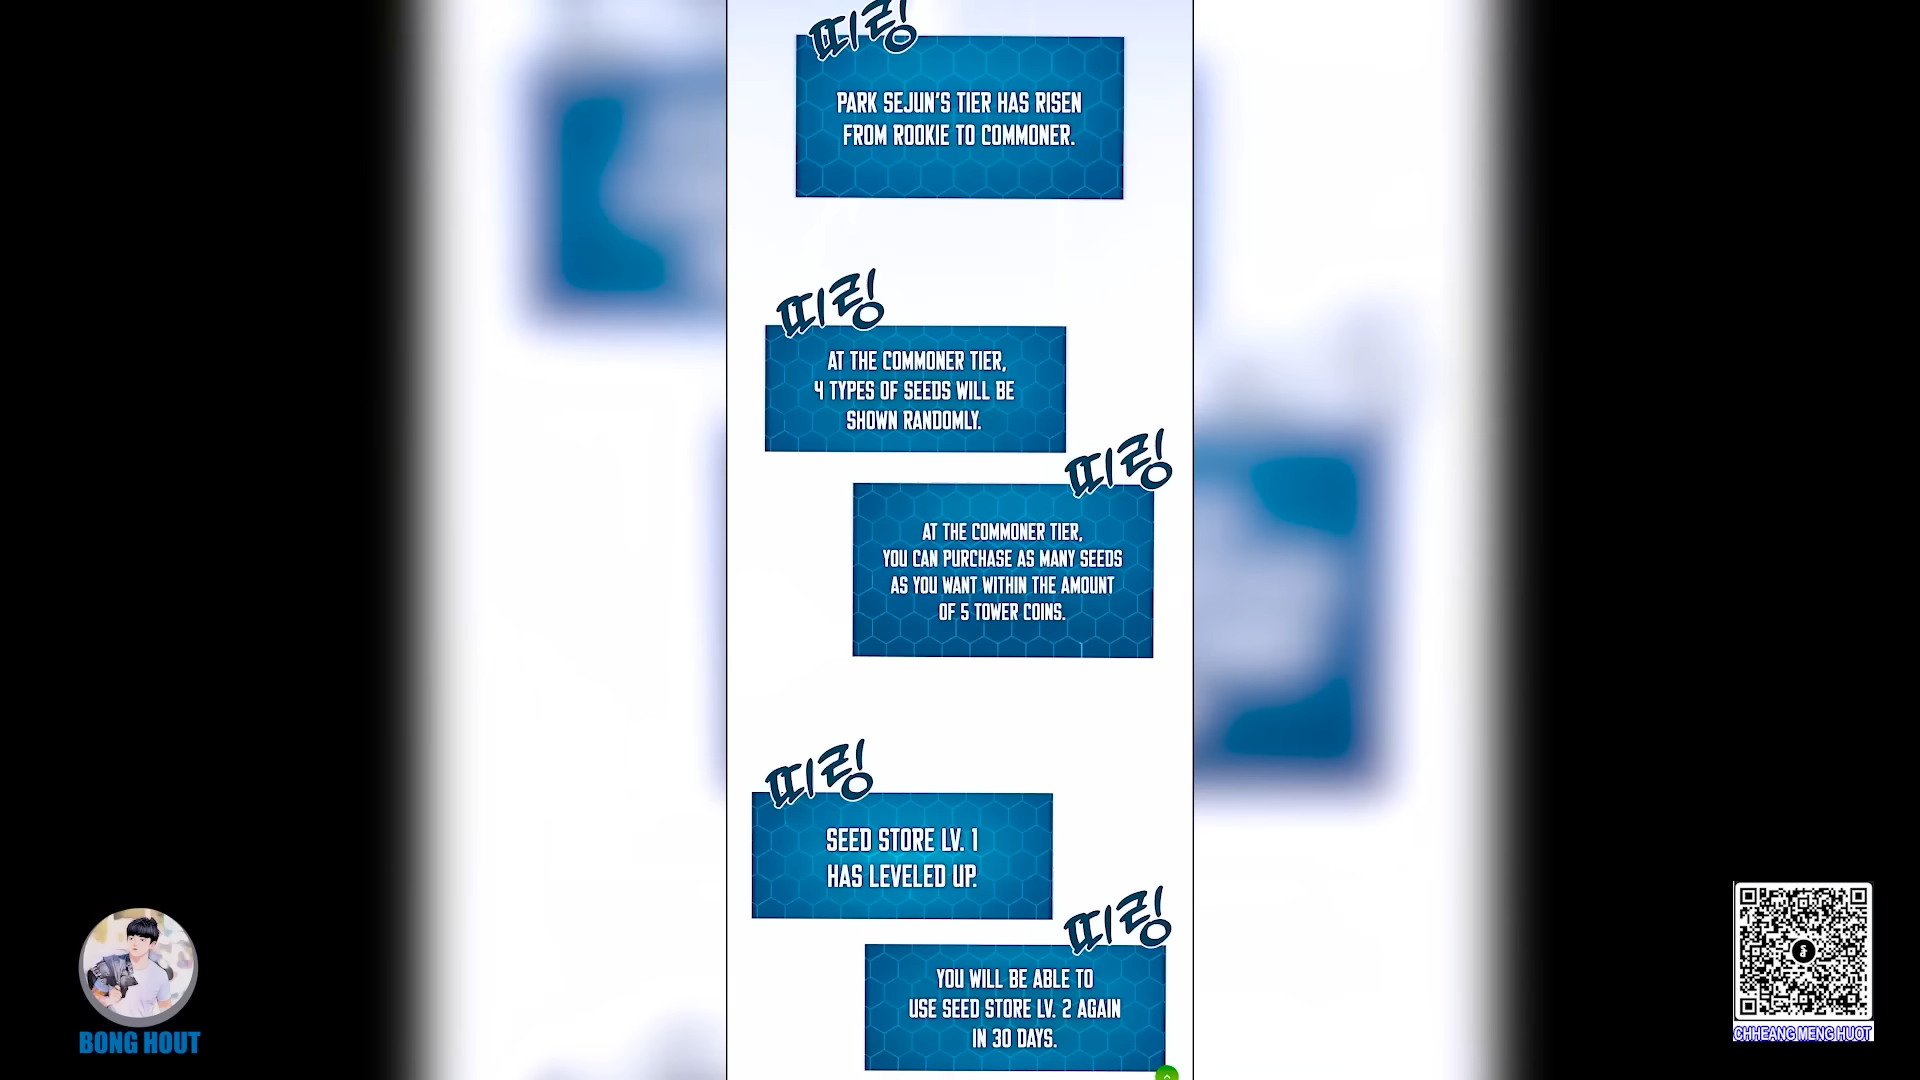 띠링
PARK SEJUN'S TIER HAS RISEN
FROM ROOKIE TO COMMONER.
띠링
AT THE COMMONER TIER,
4 TYPES OF SEEDS WILL BE
SHOWN RANDOMLY.
띠링
AT THE COMMONER TIER,
YOU CAN PURCHASE AS MANY SEEDS
AS YOU WANT WITHIN THE AMOUNT
OF 5 TOWER COINS.
띠링
SEED STORE LV. 1
HAS LEVELED UP.
띠링
YOU WILL BE ABLE TO
USE SEED STORE LV. 2 AGAIN
IN 30 DAYS.
BONG HOUT
CHHEANG MENG HUOT